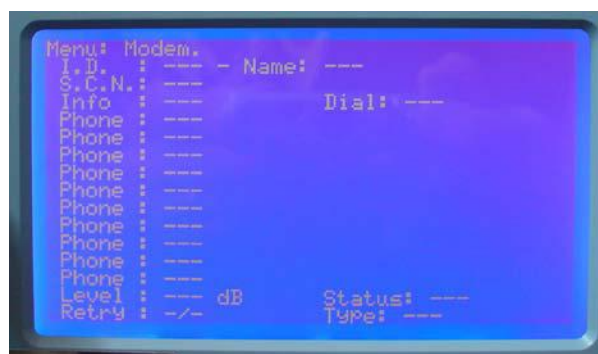 Menu: Modem.
I.D. : --- - Name: ---
S.C.N.: ---
Info : --- Dial: ---
Phone : ---
Phone : ---
Phone : ---
Phone : ---
Phone : ---
Phone : ---
Phone : ---
Phone : ---
Phone : ---
Phone : ---
Level : --- dB Status: ---
Retry : -/- Type: ---